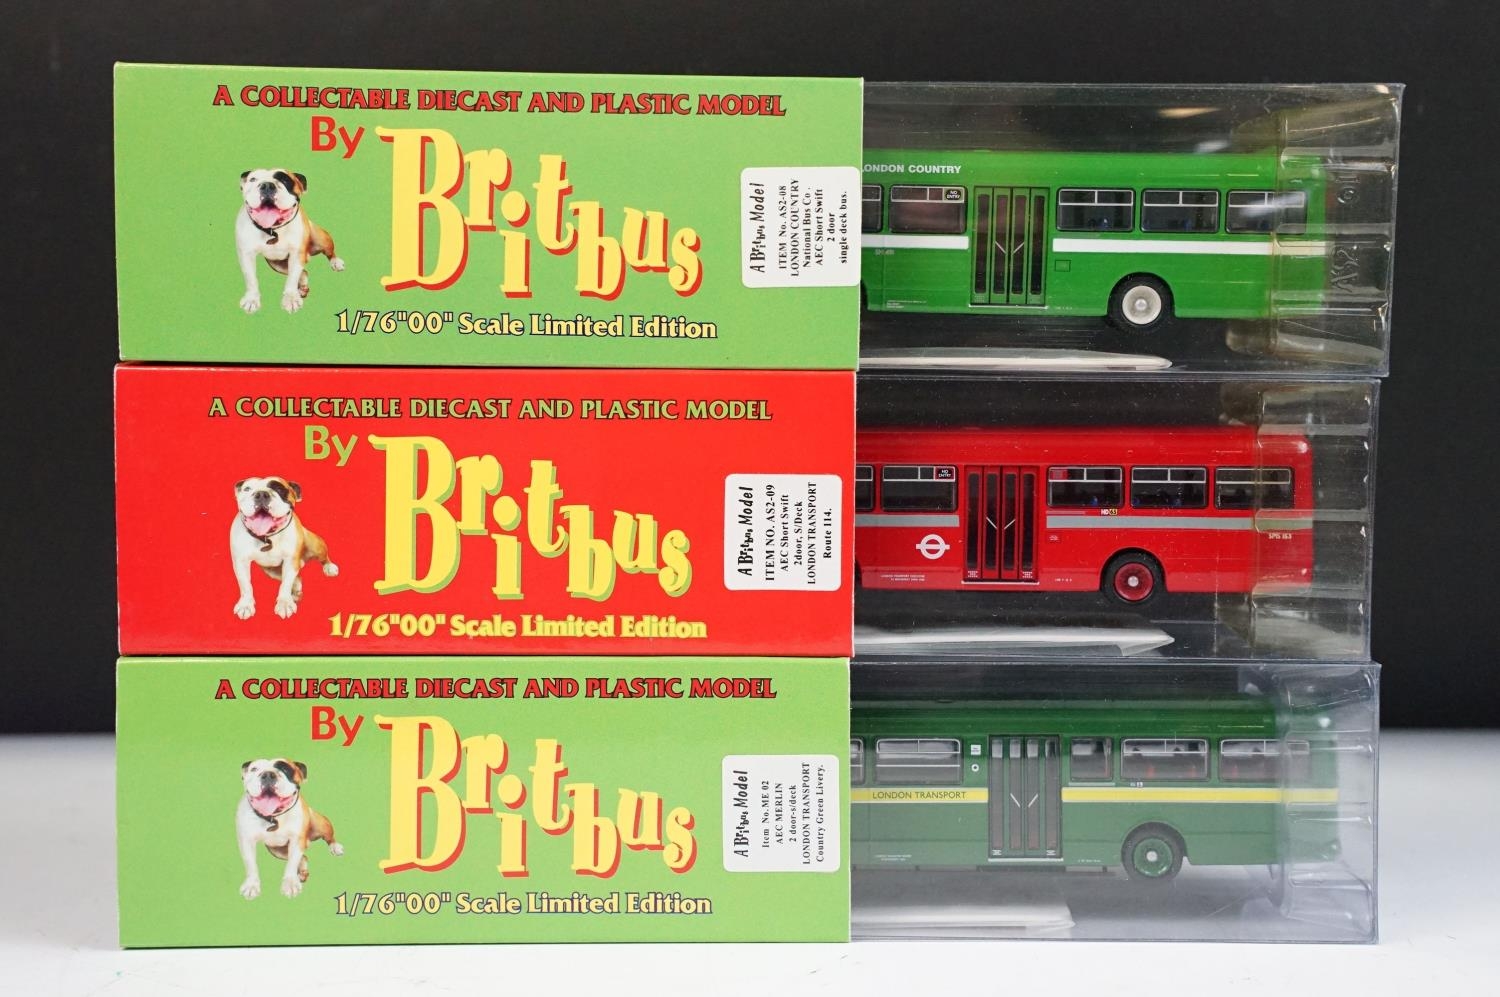 A COLLECTABLE DIECAST AND PLASTIC MODEL
By
Britbus
1/76"00" Scale Limited Edition
A Britbus Model
ITEM No. AS2-08
LONDON COUNTRY
National Bus Co.
AEC Short Swift
2 door
single deck bus.
LONDON COUNTRY
NO ENTRY
A COLLECTABLE DIECAST AND PLASTIC MODEL
By
Britbus
1/76"00" Scale Limited Edition
A Britbus Model
ITEM NO. AS2-09
AEC Short Swift
2door, S/Deck
LONDON TRANSPORT
Route 114.
NO ENTRY
HD 65
A COLLECTABLE DIECAST AND PLASTIC MODEL
By
Britbus
1/76"00" Scale Limited Edition
A Britbus Model
Item No. ME 02
AEC MERLIN
2 door-s/deck
LONDON TRANSPORT
Country Green Livery.
LONDON TRANSPORT